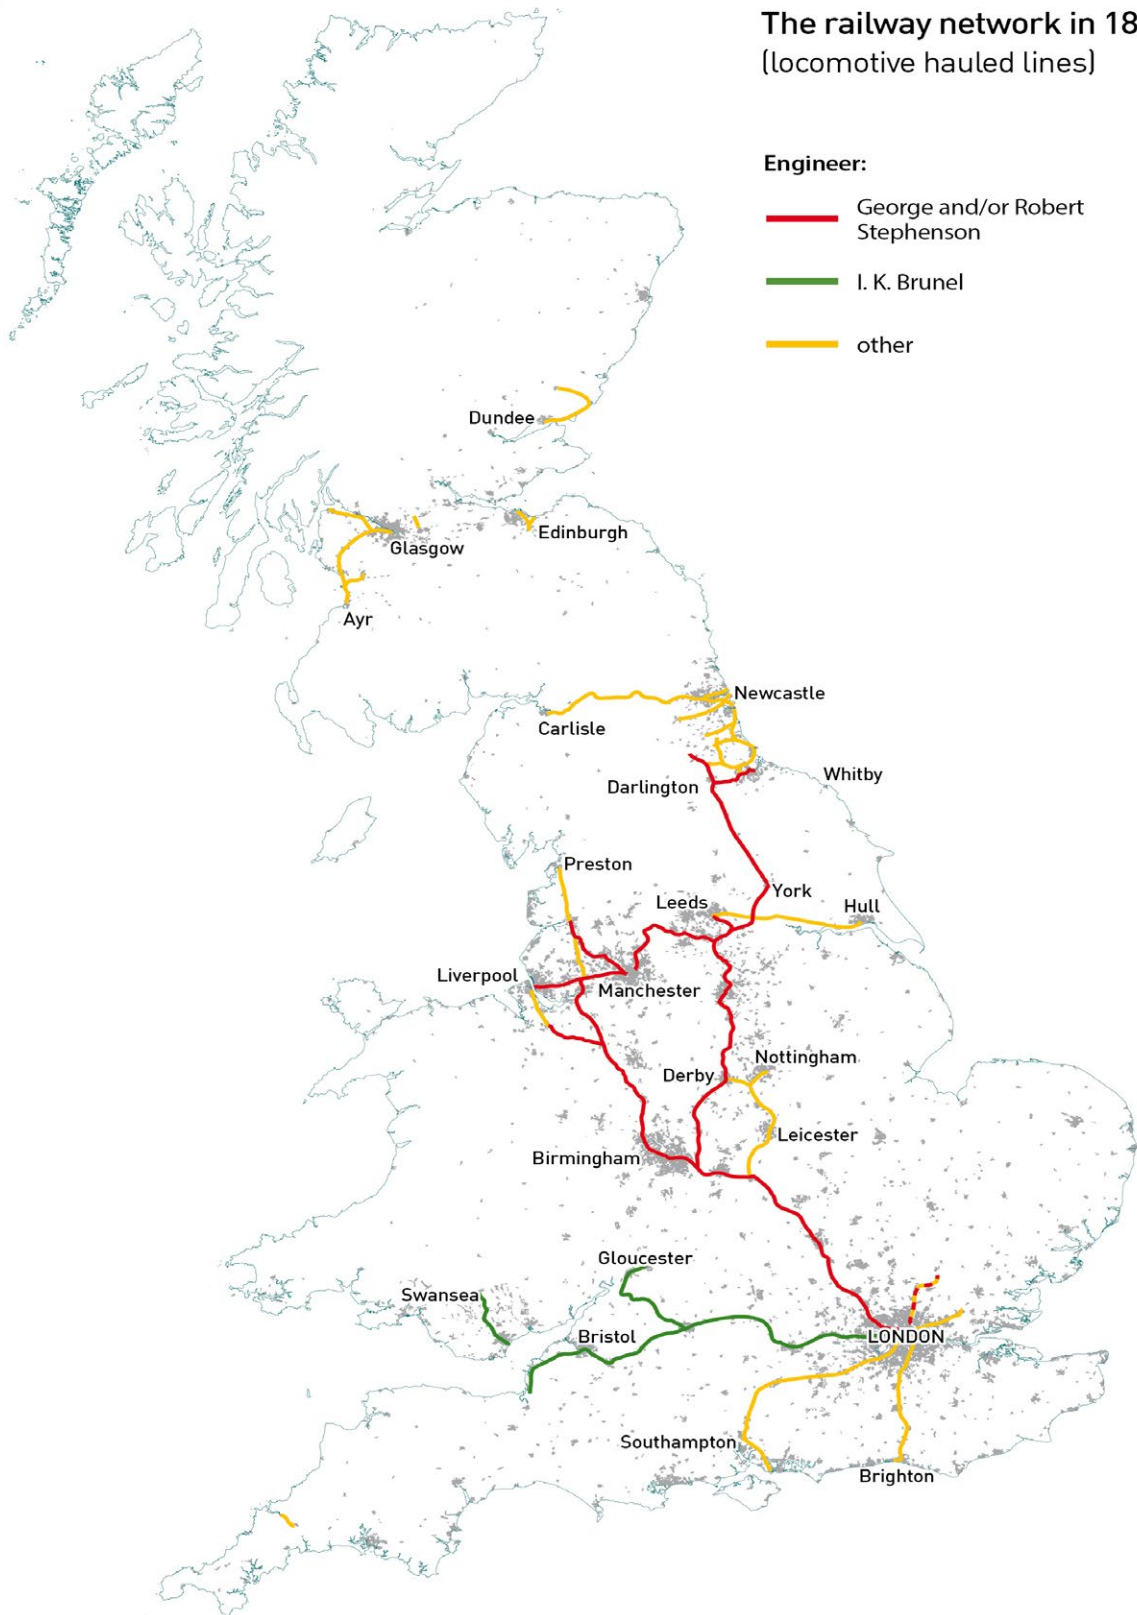 The railway network in 18
(locomotive hauled lines)
Engineer:
George and/or Robert
Stephenson
I. K. Brunel
other
Dundee
Edinburgh
Glasgow
Ayr
Newcastle
Carlisle
Whitby
Darlington
Preston
York
Leeds
Hull
Liverpool
Manchester
Nottingham
Derby
Leicester
Birmingham
Gloucester
Swansea
Bristol
LONDON
Southampton
Brighton